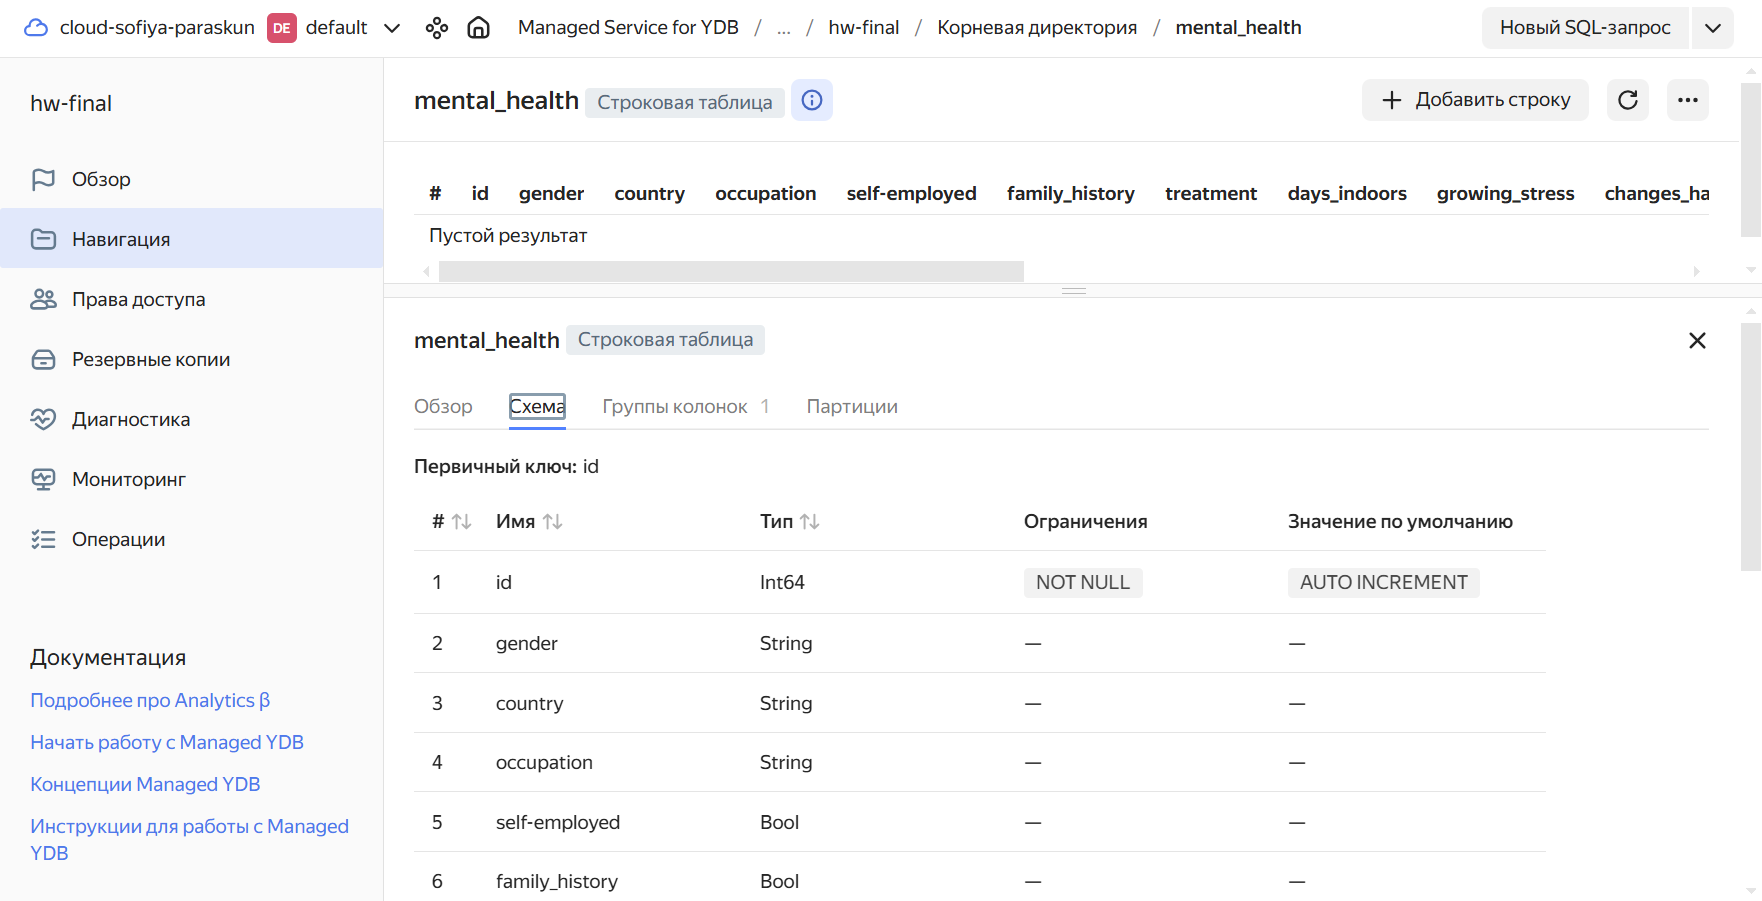 cloud-sofiya-paraskun DE default Managed Service for YDB / ... / hw-final / Корневая директория / mental_health Новый SQL-запрос
hw-final
Обзор
Навигация
Права доступа
Резервные копии
Диагностика
Мониторинг
Операции
Документация
Подробнее про Analytics β
Начать работу с Managed YDB
Концепции Managed YDB
Инструкции для работы с Managed
YDB
mental_health Строковая таблица Добавить строку
# id gender country occupation self-employed family_history treatment days_indoors growing_stress changes_ha
Пустой результат
mental_health Строковая таблица
Обзор Схема Группы колонок 1 Партиции
Первичный ключ: id
# Имя Тип Ограничения Значение по умолчанию
1 id Int64 NOT NULL AUTO INCREMENT
2 gender String — —
3 country String — —
4 occupation String — —
5 self-employed Bool — —
6 family_history Bool — —